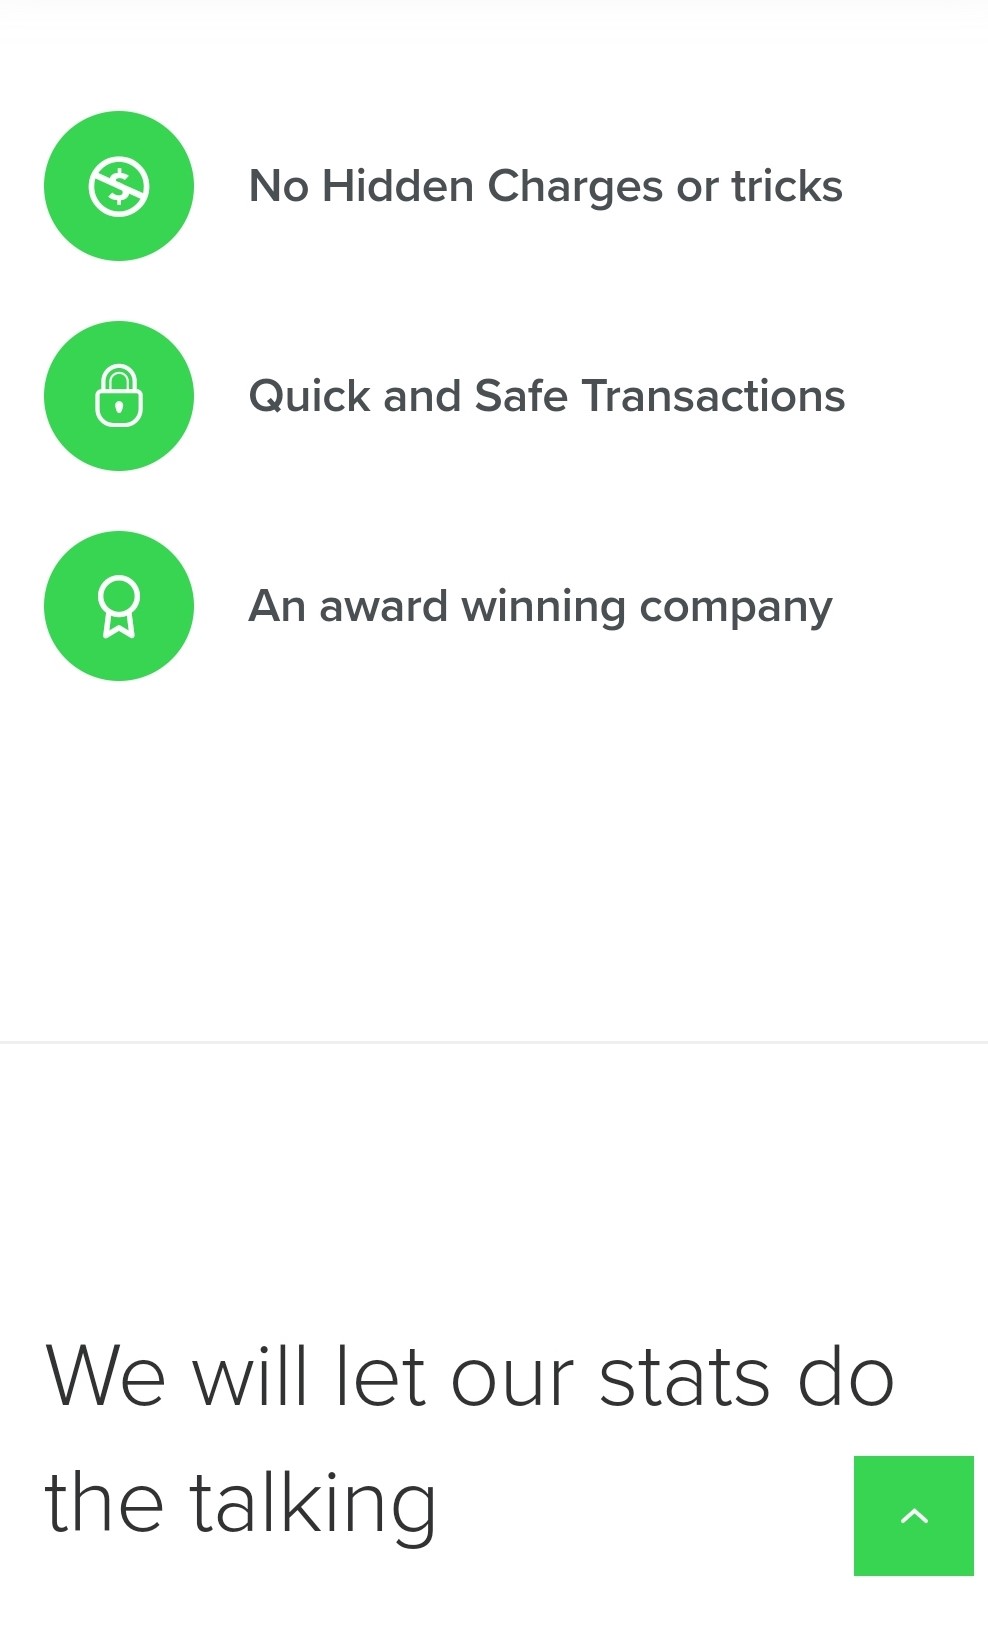 No Hidden Charges or tricks
Quick and Safe Transactions
An award winning company
We will let our stats do
the talking